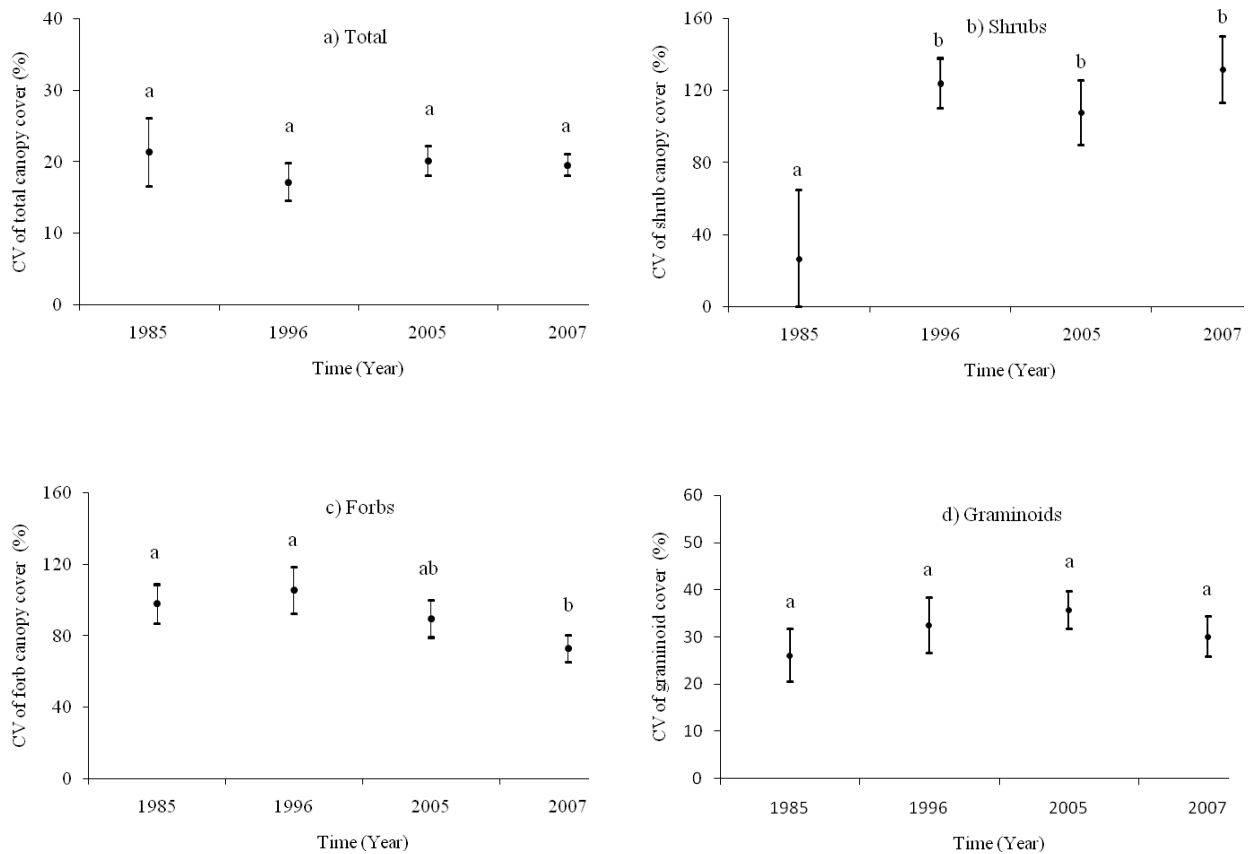 a) Total
CV of total canopy cover (%)
40
30
20
10
0
a
a
a
a
1985
1996
2005
2007
Time (Year)
b) Shrubs
CV of shrub canopy cover (%)
160
120
80
40
0
a
b
b
b
1985
1996
2005
2007
Time (Year)
c) Forbs
CV of forb canopy cover (%)
160
120
80
40
0
a
a
ab
b
1985
1996
2005
2007
Time (Year)
d) Graminoids
CV of graminoid cover (%)
60
50
40
30
20
10
0
a
a
a
a
1985
1996
2005
2007
Time (Year)